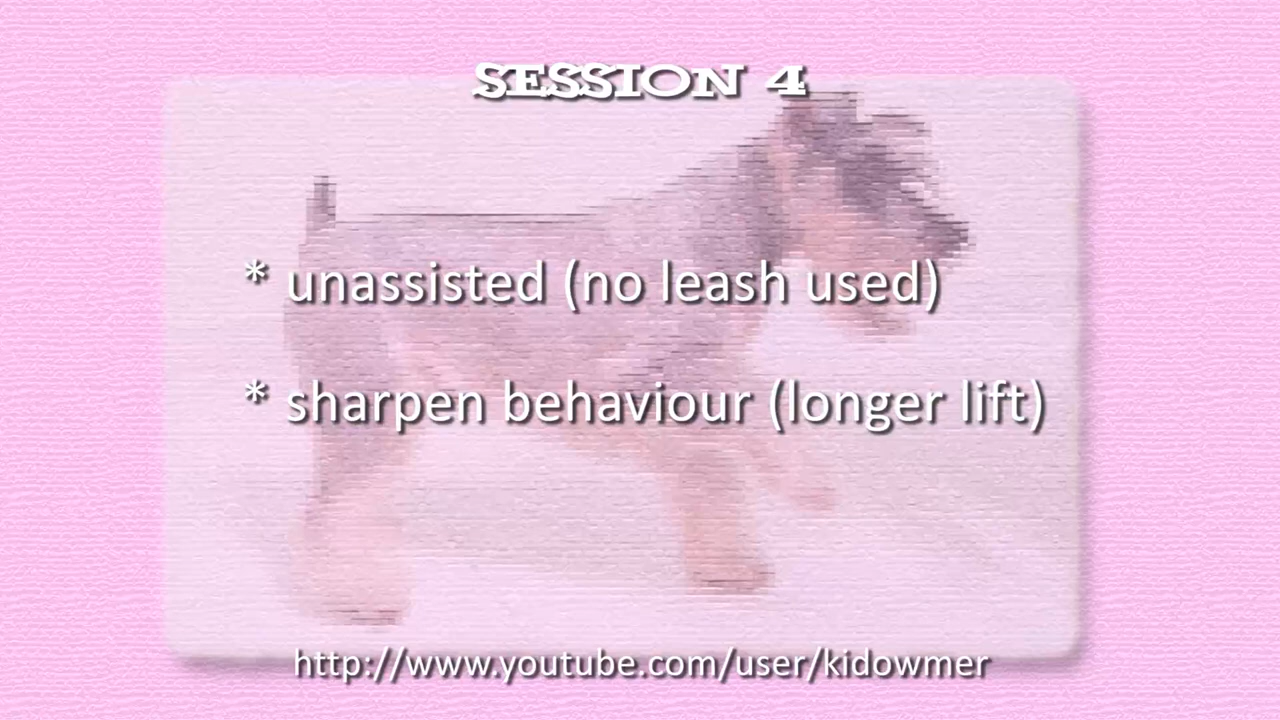 SESSION 4
* unassisted (no leash used)
* sharpen behaviour (longer lift)
http://www.youtube.com/user/kidowmer